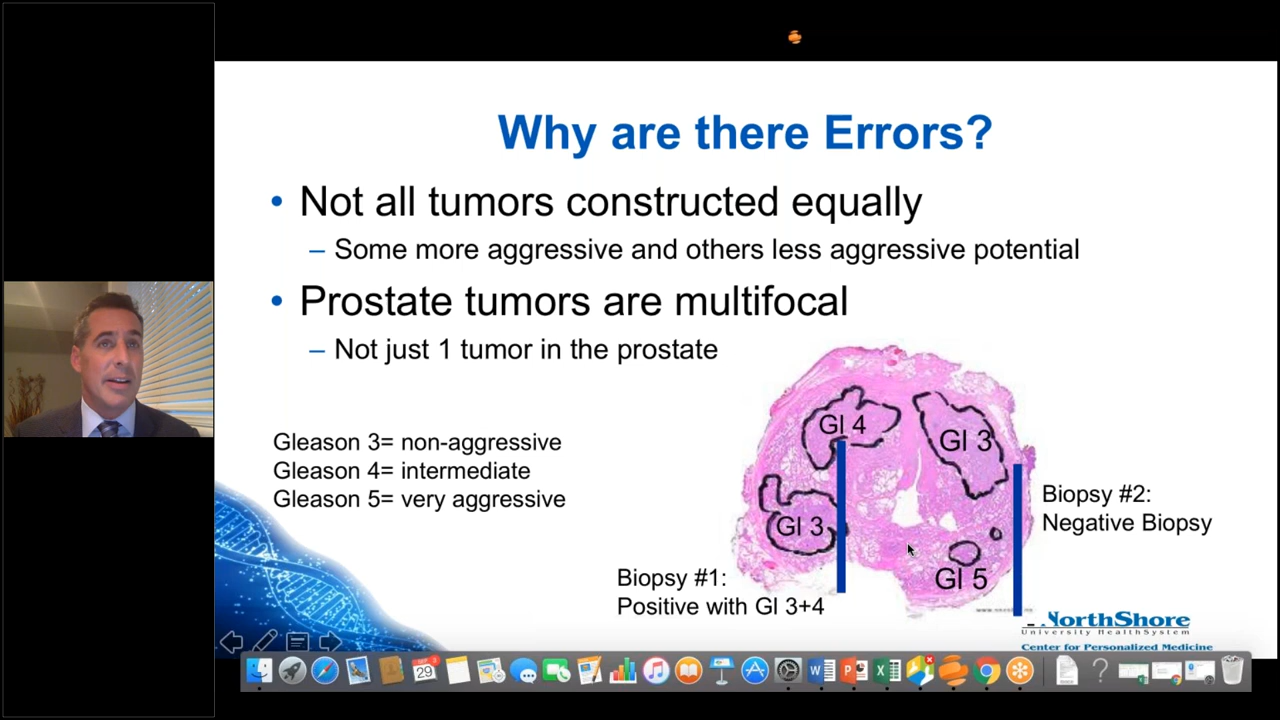 Why are there Errors?
• Not all tumors constructed equally
– Some more aggressive and others less aggressive potential
• Prostate tumors are multifocal
– Not just 1 tumor in the prostate
Gleason 3= non-aggressive
Gleason 4= intermediate
Gleason 5= very aggressive
Gl 4
Gl 3
Gl 3
Gl 5
Biopsy #1:
Positive with Gl 3+4
Biopsy #2:
Negative Biopsy
NorthShore
University HealthSystem
Center for Personalized Medicine
29